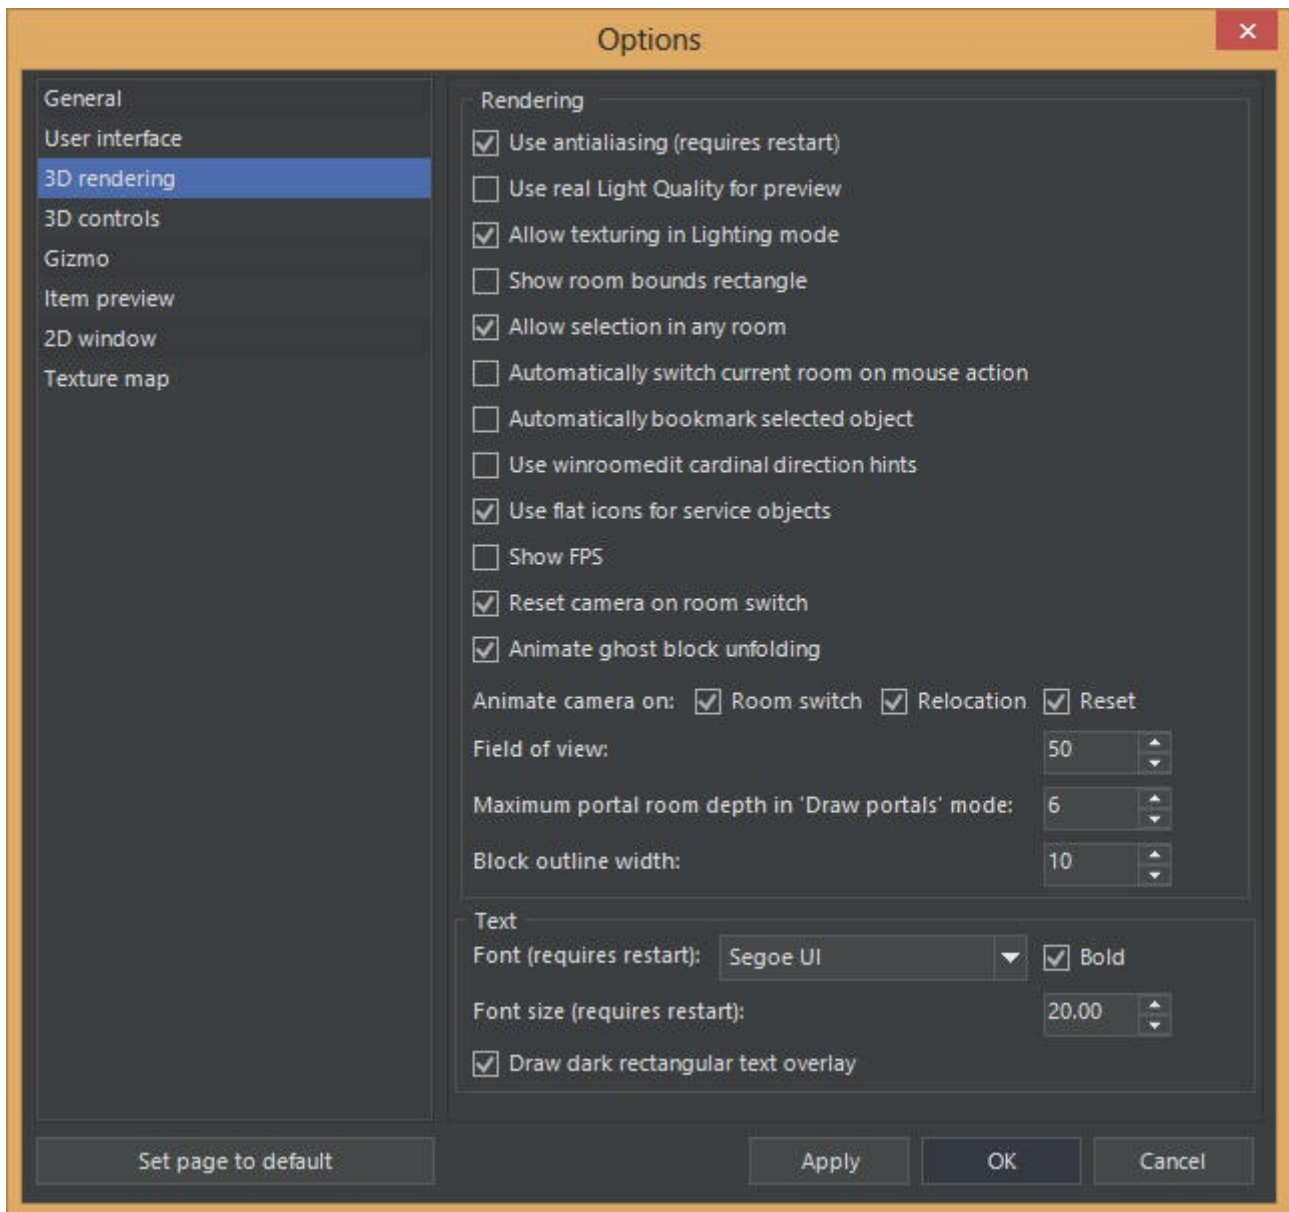 Options
General
User interface
3D rendering
3D controls
Gizmo
Item preview
2D window
Texture map
Rendering
Use antialiasing (requires restart)
Use real Light Quality for preview
Allow texturing in Lighting mode
Show room bounds rectangle
Allow selection in any room
Automatically switch current room on mouse action
Automatically bookmark selected object
Use winroomedit cardinal direction hints
Use flat icons for service objects
Show FPS
Reset camera on room switch
Animate ghost block unfolding
Animate camera on: Room switch Relocation Reset
Field of view: 50
Maximum portal room depth in 'Draw portals' mode: 6
Block outline width: 10
Text
Font (requires restart): Segoe UI Bold
Font size (requires restart): 20.00
Draw dark rectangular text overlay
Set page to default Apply OK Cancel